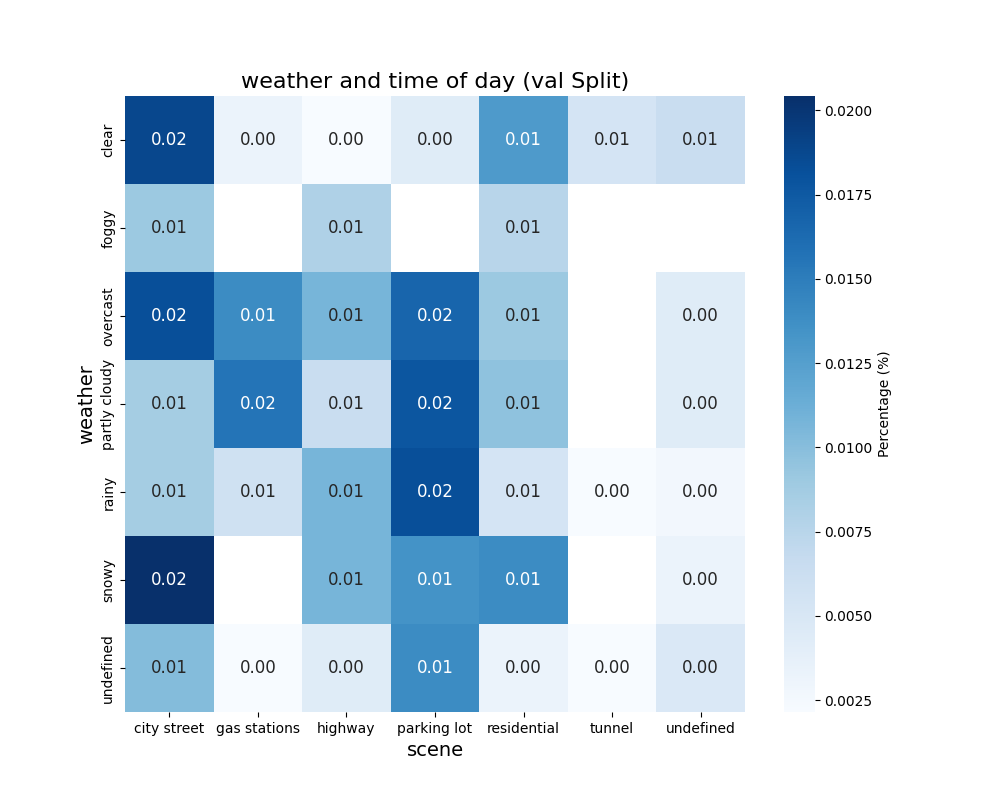 weather and time of day (val Split)
clear 0.02 0.00 0.00 0.00 0.01 0.01 0.01
foggy 0.01 0.01 0.01
overcast 0.02 0.01 0.01 0.02 0.01 0.00
partly cloudy 0.01 0.02 0.01 0.02 0.01 0.00
rainy 0.01 0.01 0.01 0.02 0.01 0.00 0.00
snowy 0.02 0.01 0.01 0.01 0.00
undefined 0.01 0.00 0.00 0.01 0.00 0.00 0.00
weather
city street gas stations highway parking lot residential tunnel undefined
scene
0.0200
0.0175
0.0150
0.0125
0.0100
0.0075
0.0050
0.0025
Percentage (%)